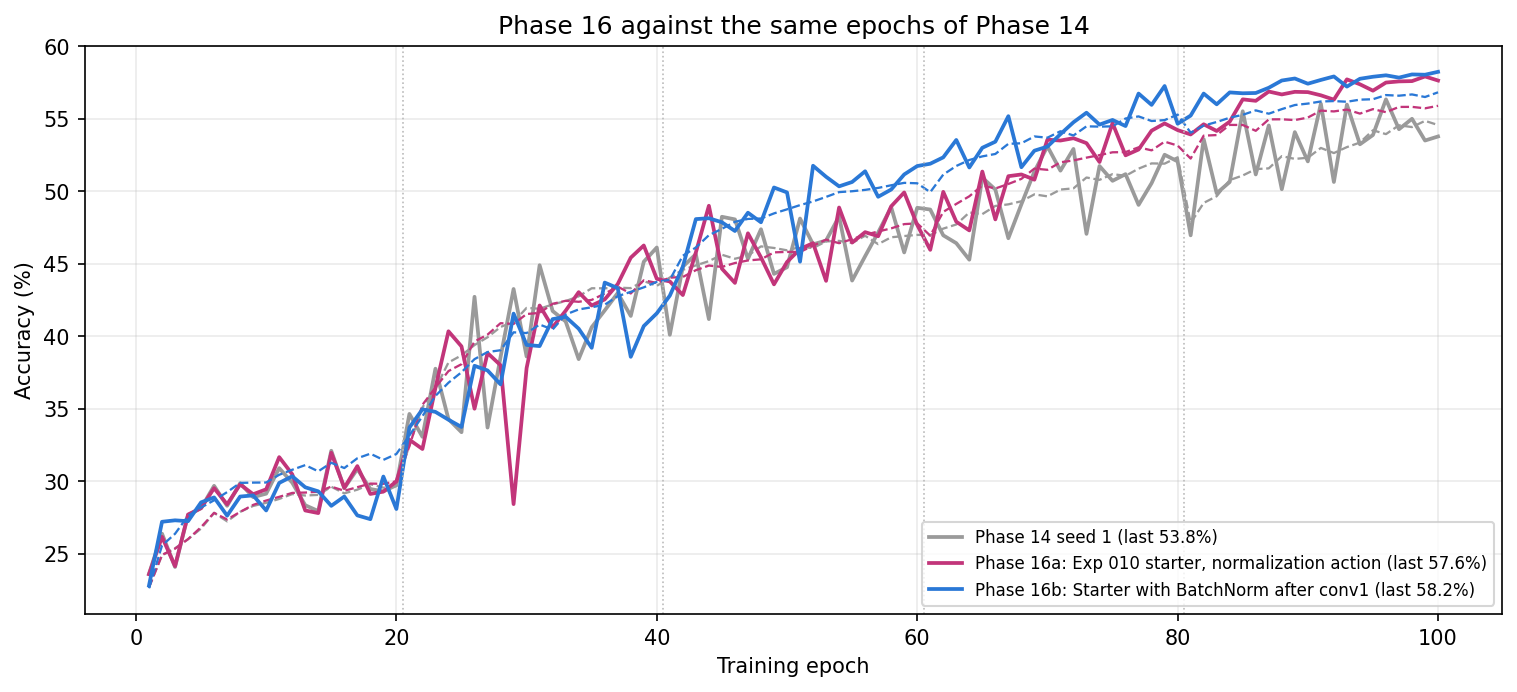 Phase 16 against the same epochs of Phase 14
Accuracy (%)
60
55
50
45
40
35
30
25
Phase 14 seed 1 (last 53.8%)
Phase 16a: Exp 010 starter, normalization action (last 57.6%)
Phase 16b: Starter with BatchNorm after conv1 (last 58.2%)
0 20 40 60 80 100
Training epoch